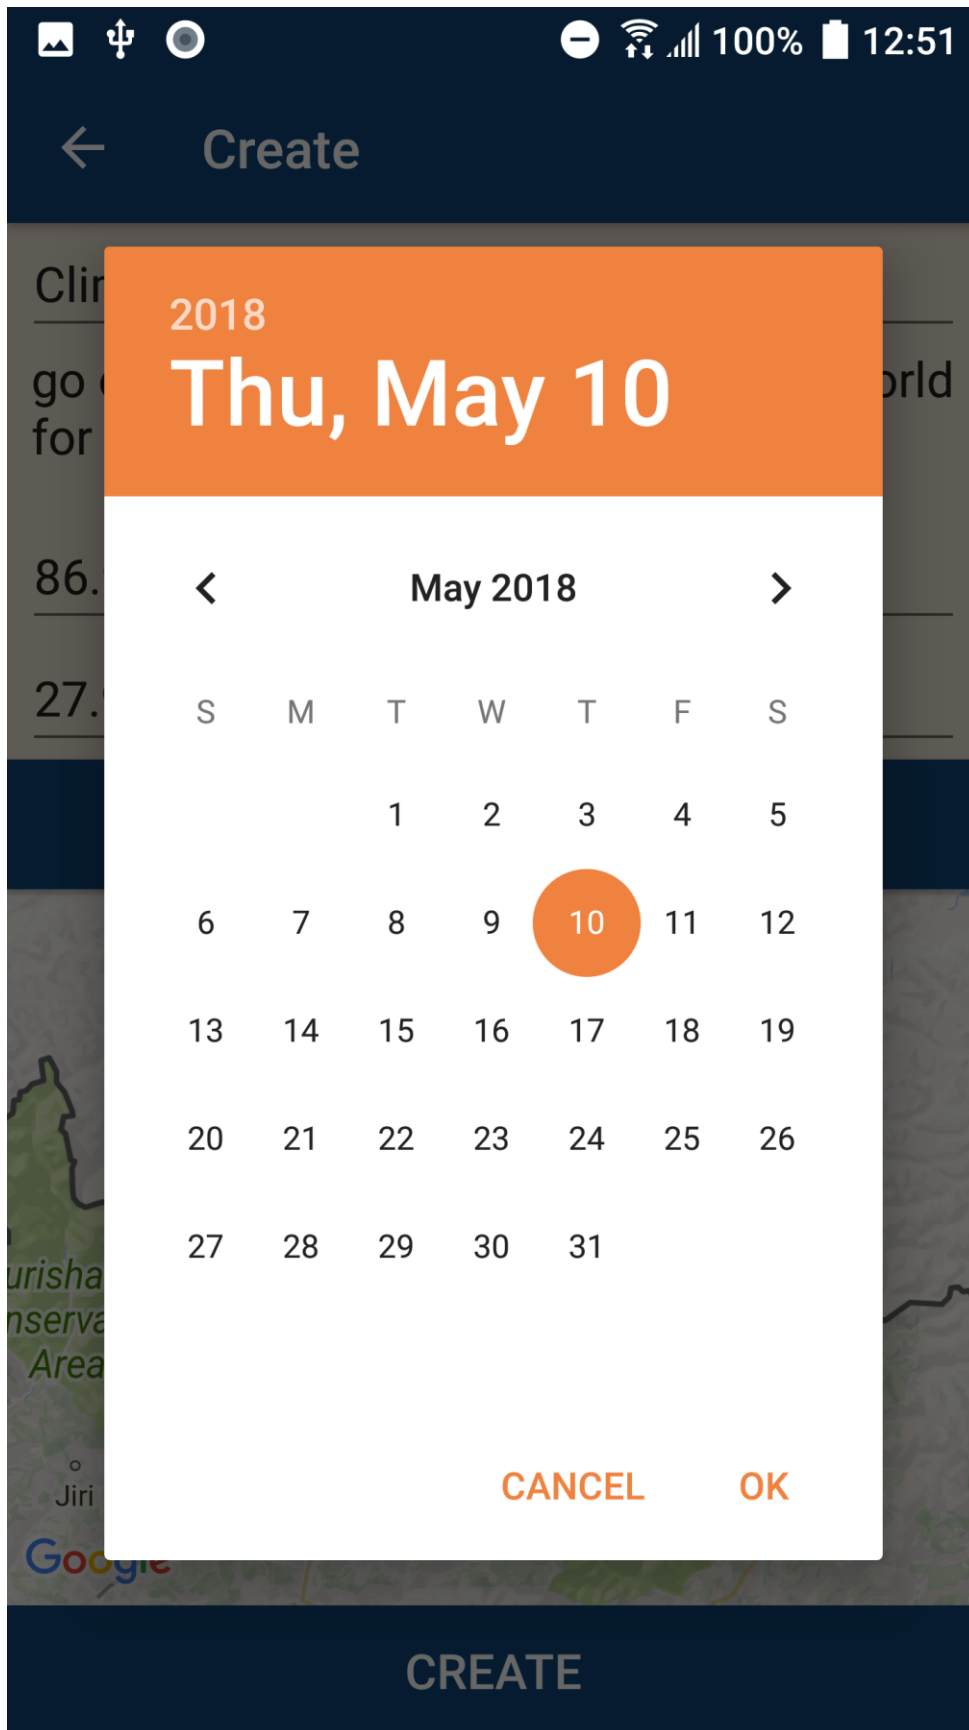 100% 12:51
Create
Clim
go orld
for
2018
Thu, May 10
86.
27.
May 2018
S M T W T F S
1 2 3 4 5
6 7 8 9 10 11 12
13 14 15 16 17 18 19
20 21 22 23 24 25 26
27 28 29 30 31
urisha
nserva
Area
Jiri
CANCEL OK
Google
CREATE